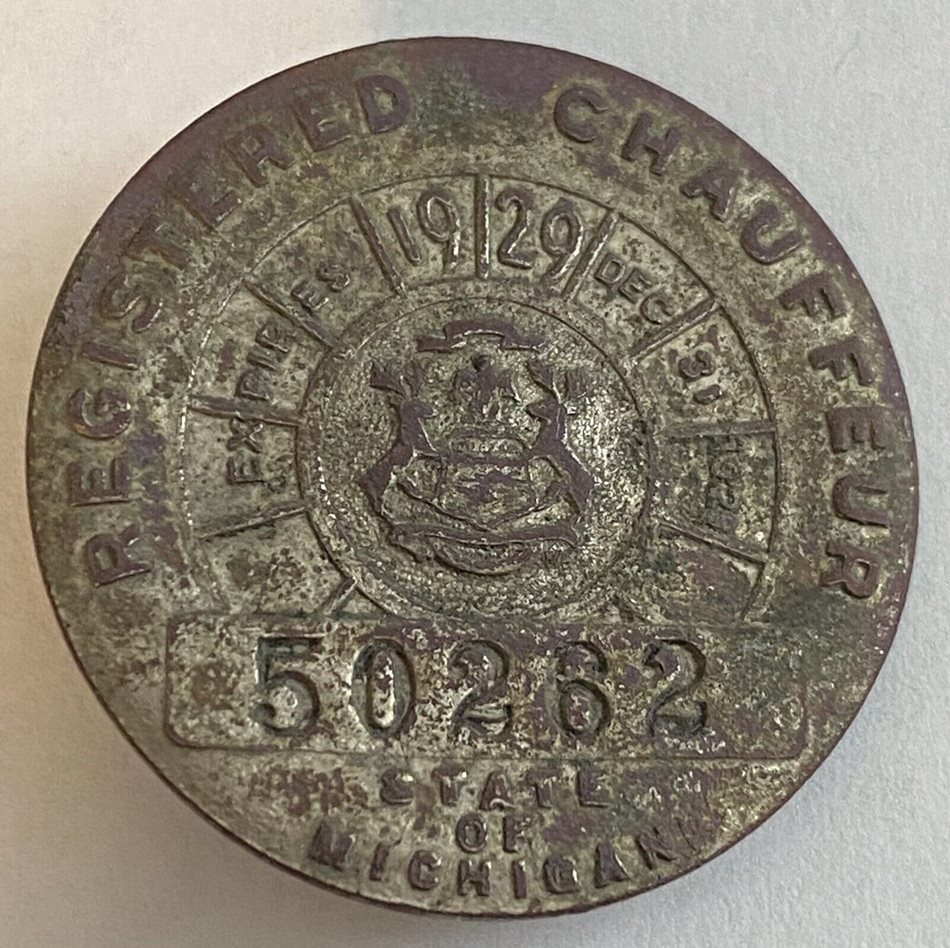 REGISTERED CHAUFFEUR
EXPIRES 1929 DEC 31
50262
STATE
OF
MICHIGAN